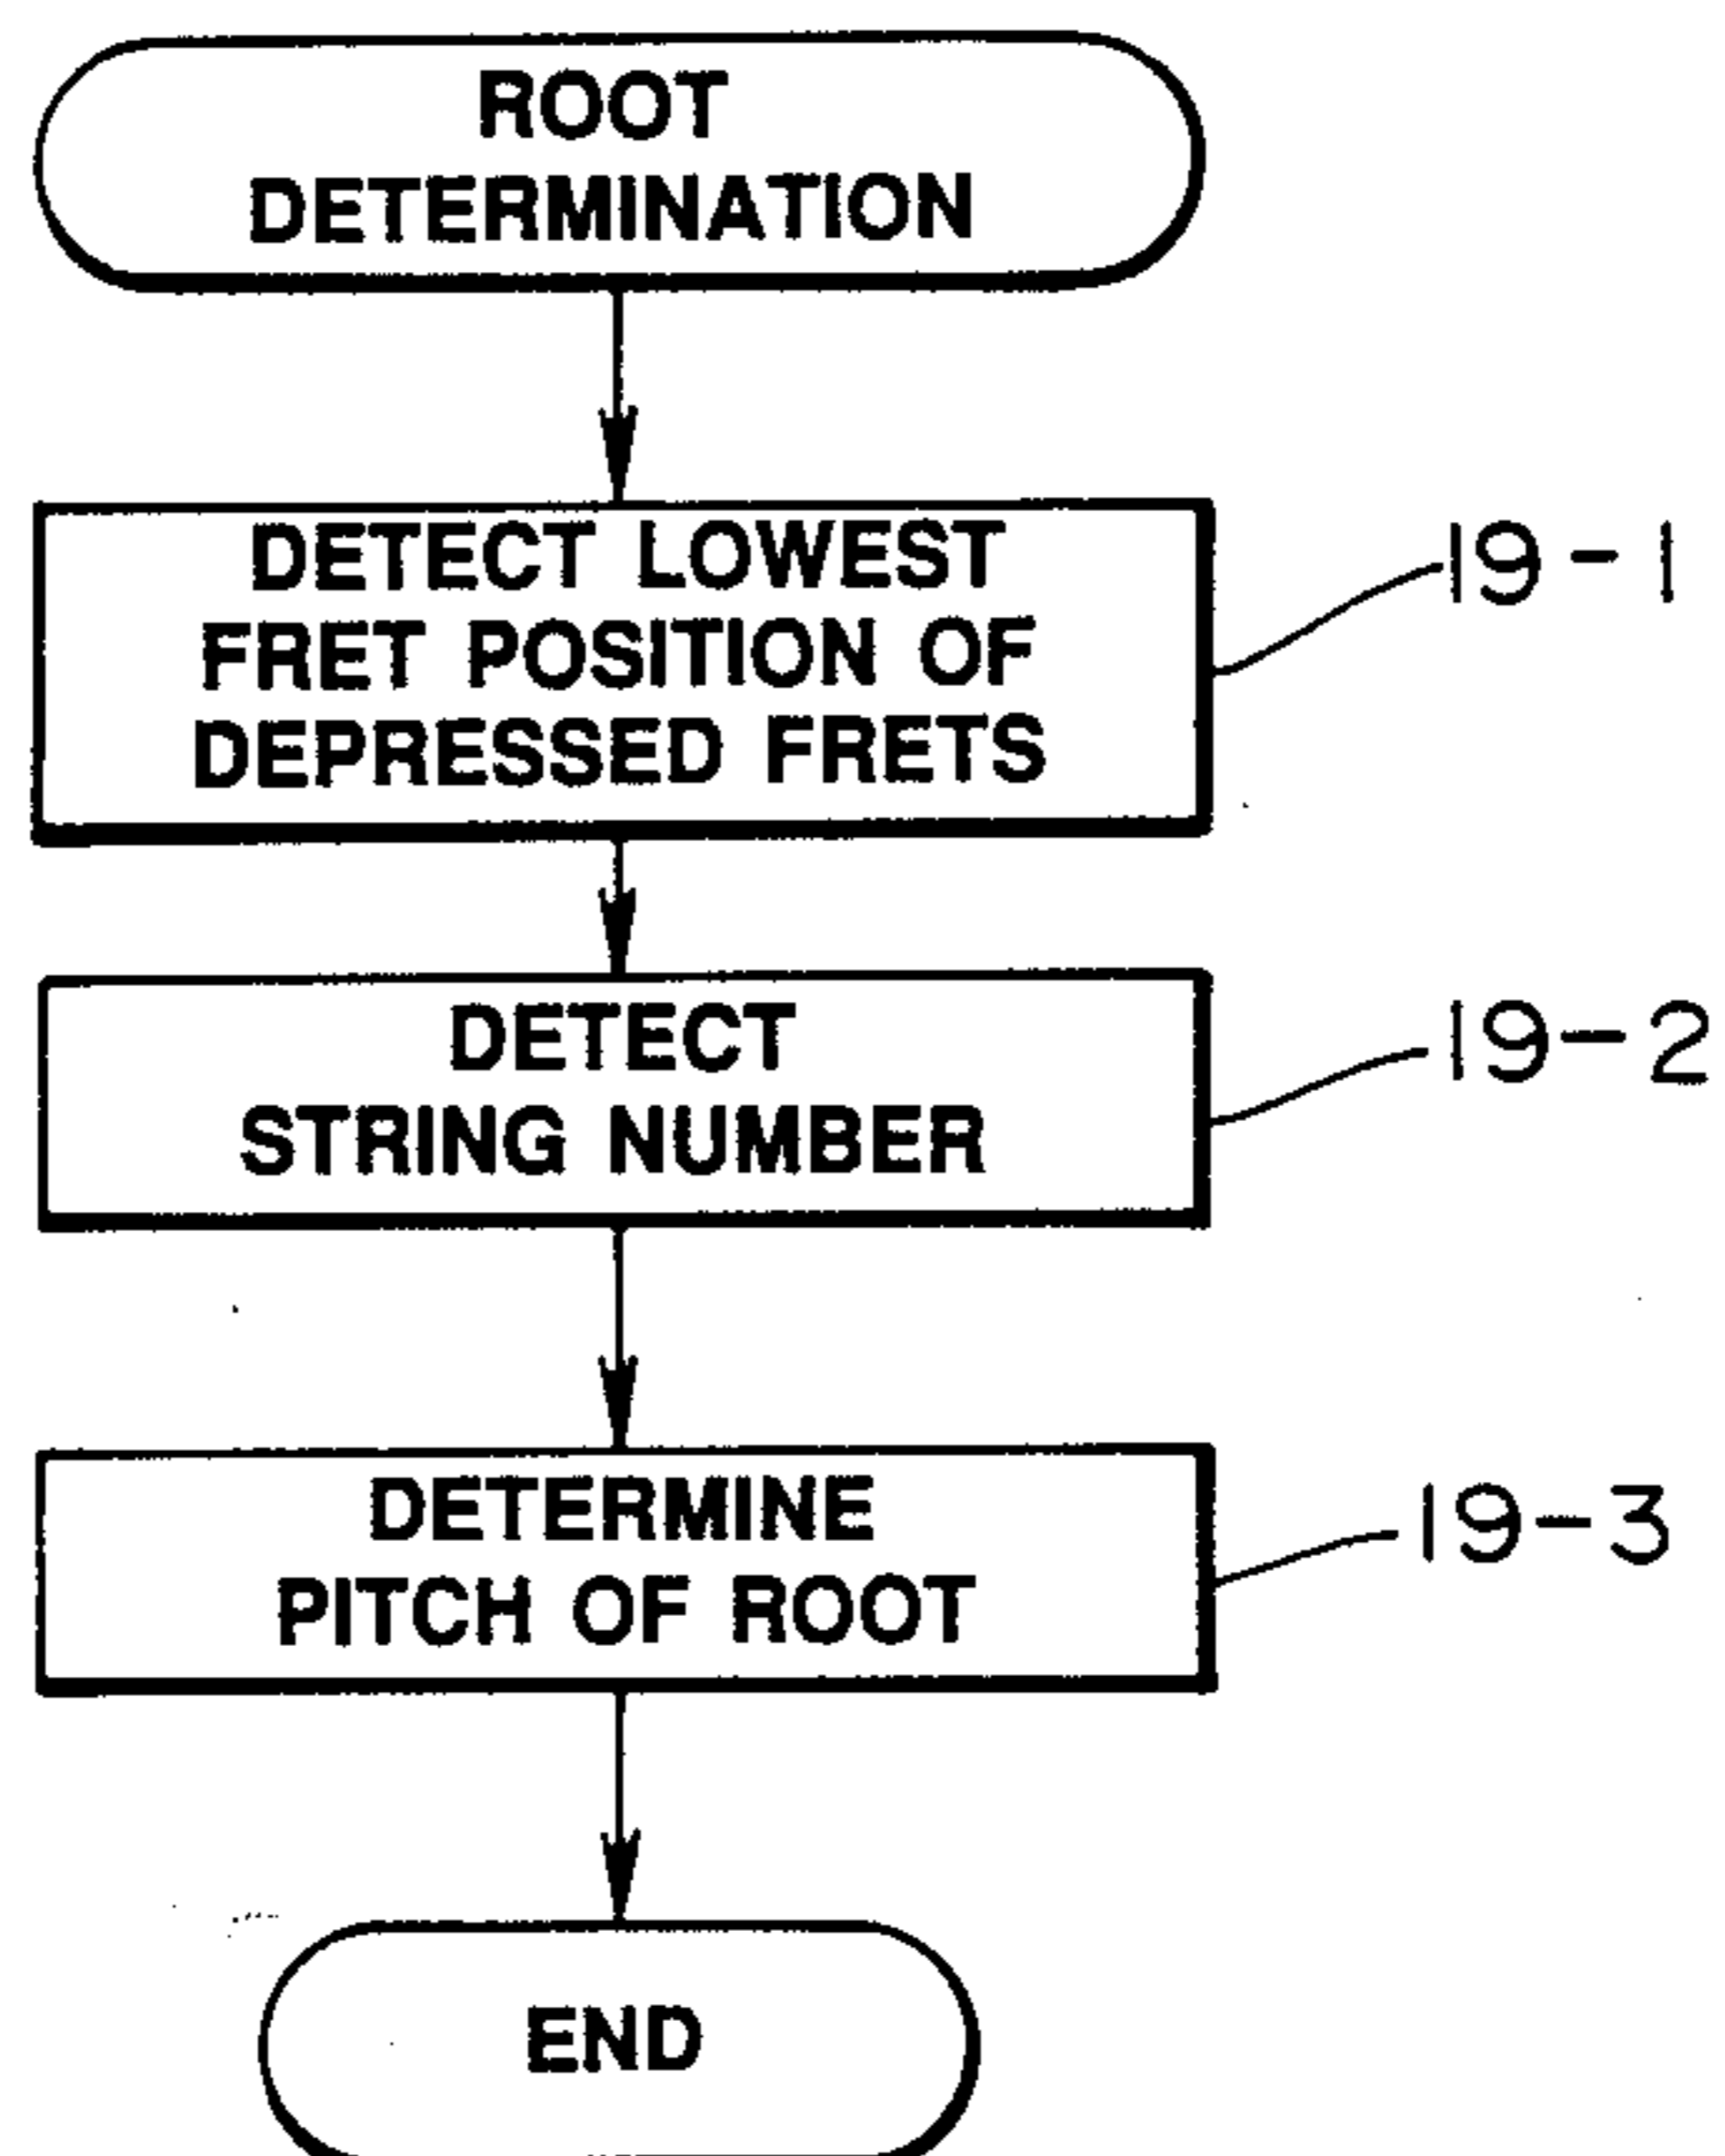 ROOT
DETERMINATION
DETECT LOWEST
FRET POSITION OF
DEPRESSED FRETS
19-1
DETECT
STRING NUMBER
19-2
DETERMINE
PITCH OF ROOT
19-3
END